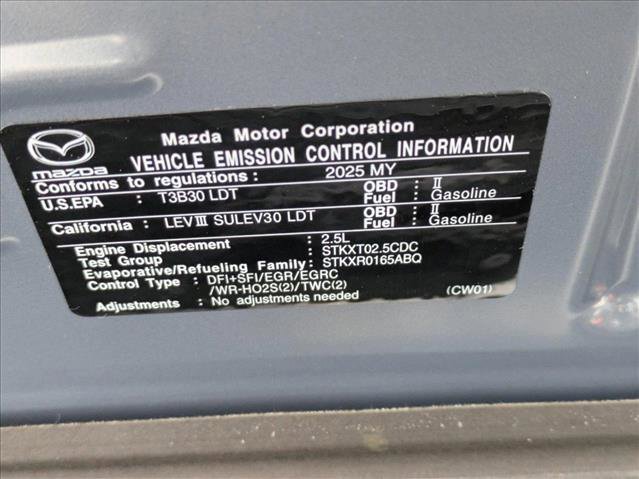 Mazda Motor Corporation
mazda
VEHICLE EMISSION CONTROL INFORMATION
Conforms to regulations : 2025 MY
U.S.EPA : T3B30 LDT OBD : II
Fuel : Gasoline
California : LEVIII SULEV30 LDT OBD : II
Fuel : Gasoline
Engine Displacement : 2.5L
Test Group : STKXT02.5CDC
Evaporative/Refueling Family: STKXR0165ABQ
Control Type : DFI+SFI/EGR/EGRC
/WR-HO2S(2)/TWC(2)
Adjustments : No adjustments needed
(CW01)